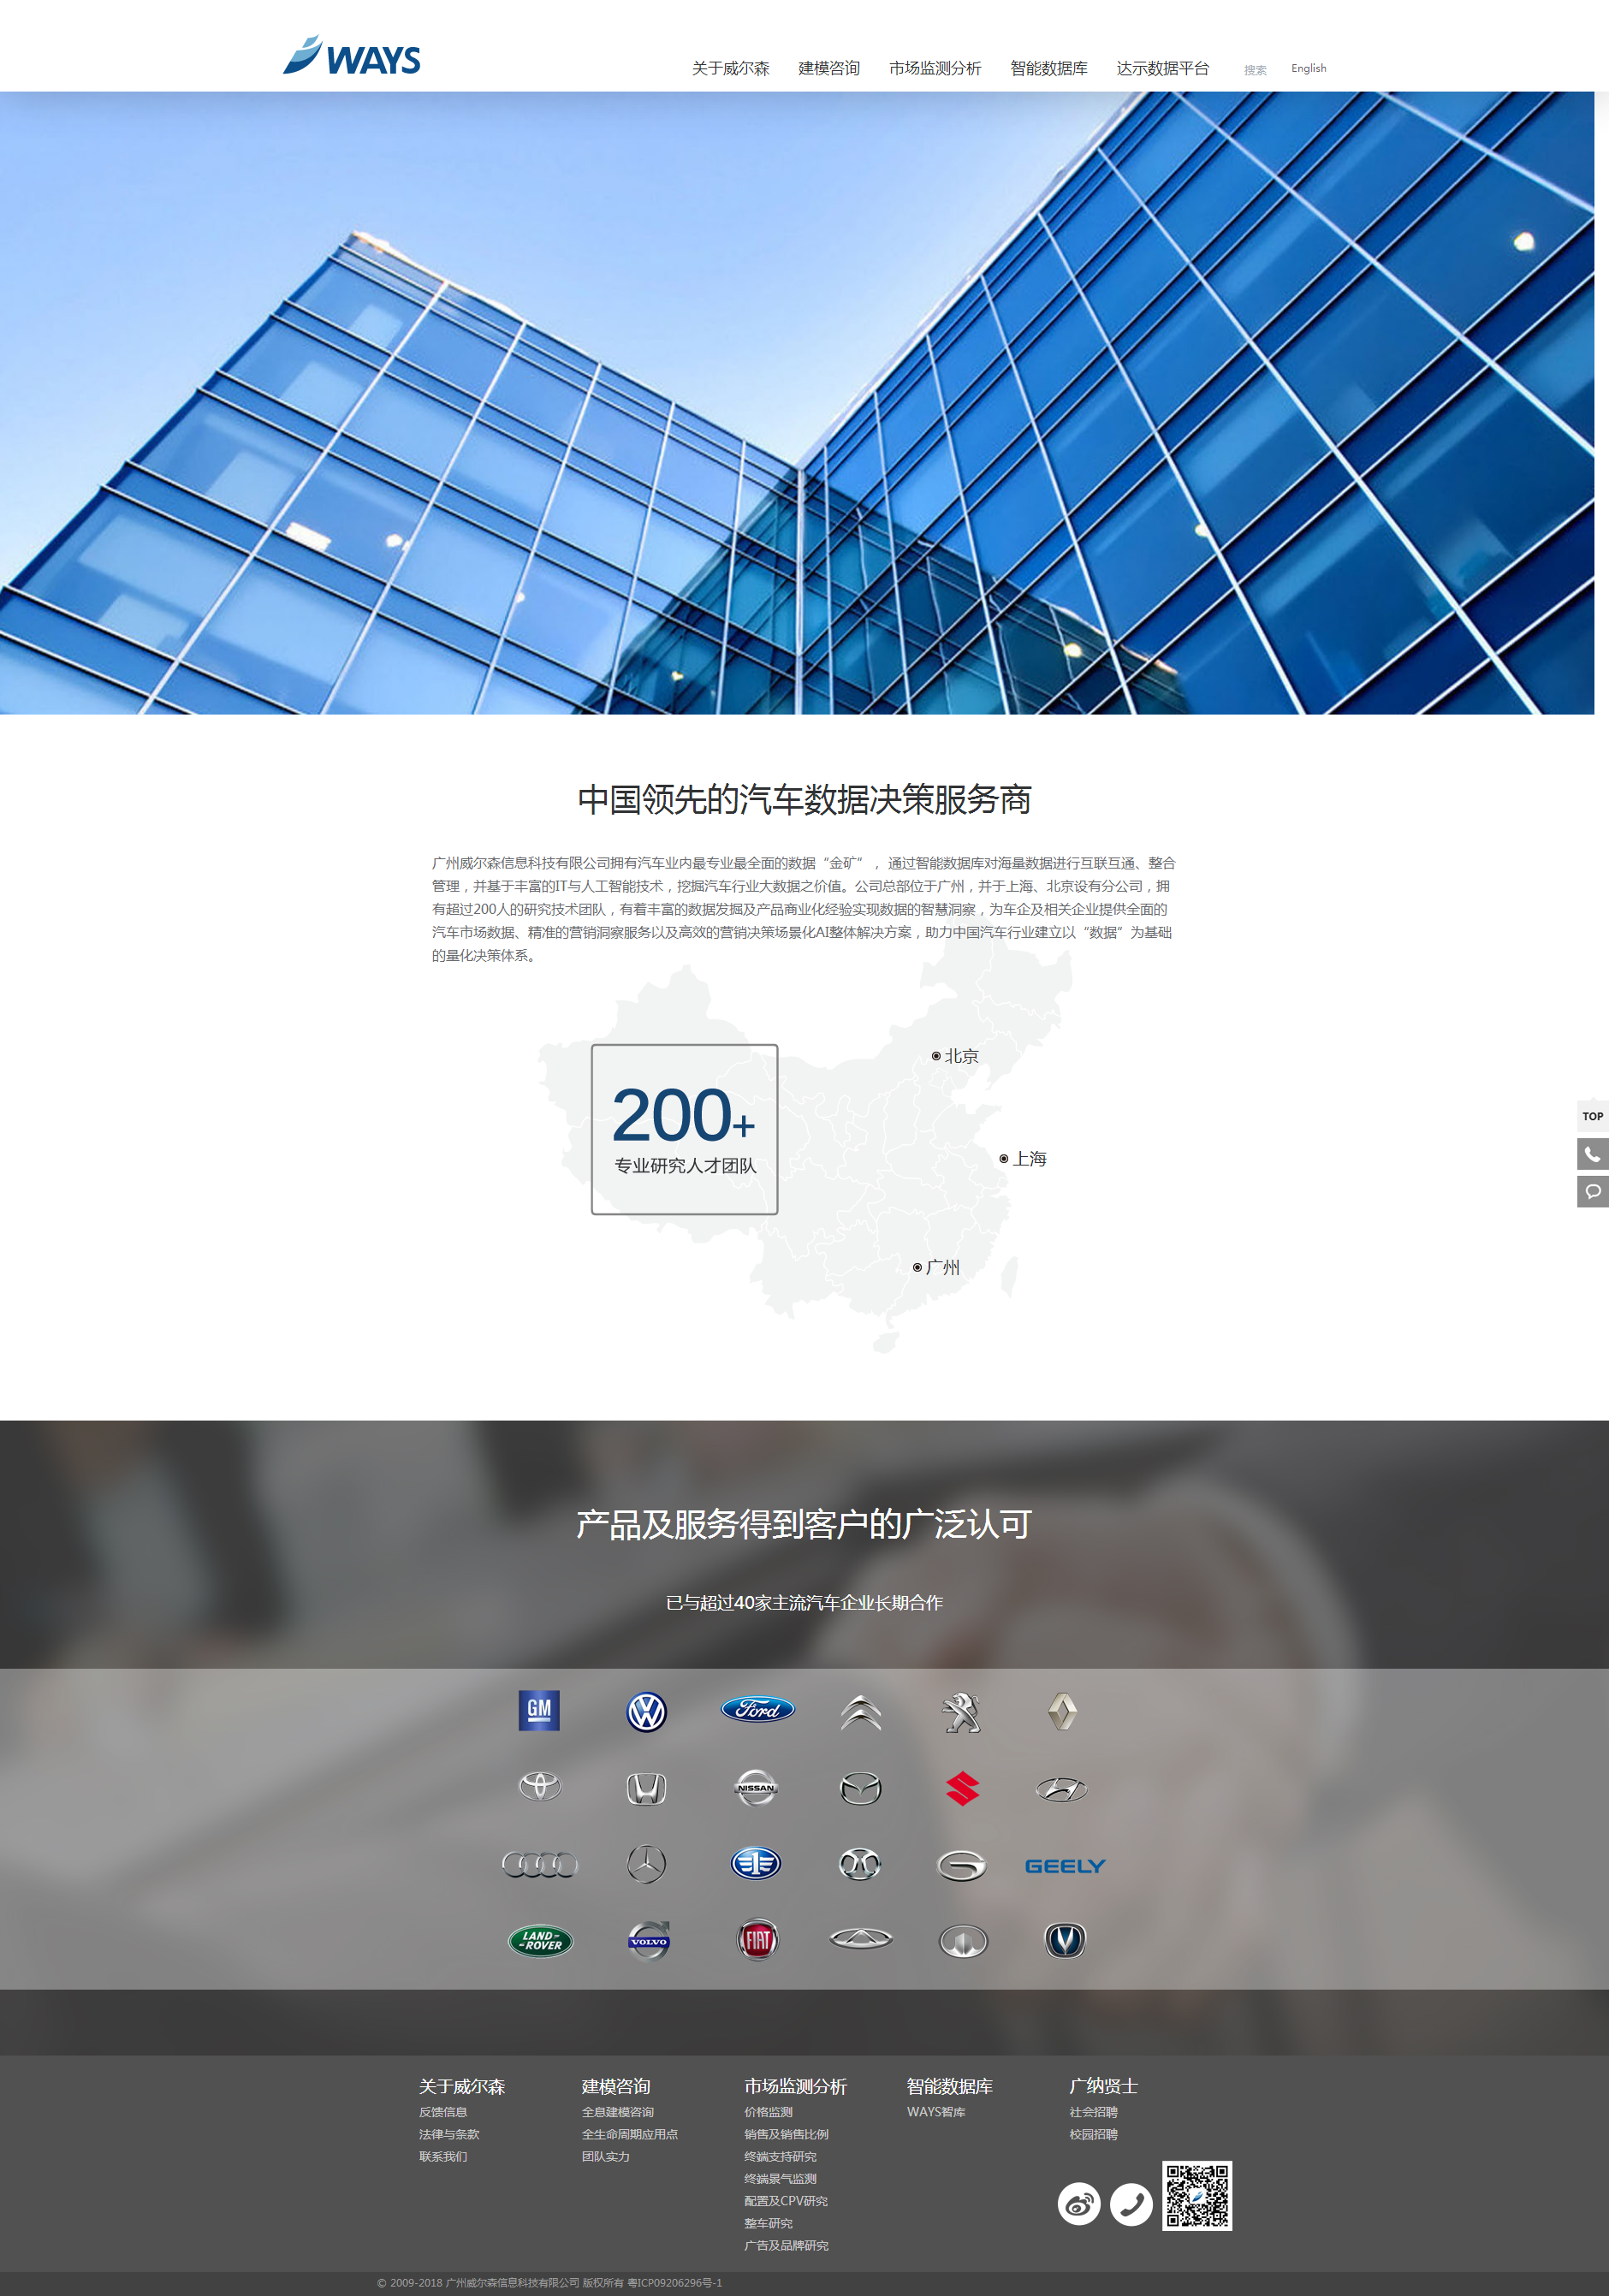 WAYS
关于威尔森 建模咨询 市场监测分析 智能数据库 达示数据平台 搜索 English
中国领先的汽车数据决策服务商
广州威尔森信息科技有限公司拥有汽车业内最专业最全面的数据“金矿”，通过智能数据库对海量数据进行互联互通、整合
管理，并基于丰富的IT与人工智能技术，挖掘汽车行业大数据之价值。公司总部位于广州，并于上海、北京设有分公司，拥
有超过200人的研究技术团队，有着丰富的数据发掘及产品商业化经验实现数据的智慧洞察，为车企及相关企业提供全面的
汽车市场数据、精准的营销洞察服务以及高效的营销决策场景化AI整体解决方案，助力中国汽车行业建立以“数据”为基础
的量化决策体系。
北京
200+
专业研究人才团队
上海
广州
TOP
产品及服务得到客户的广泛认可
已与超过40家主流汽车企业长期合作
GM
Ford
NISSAN
GEELY
LAND-ROVER
VOLVO
FIAT
关于威尔森 建模咨询 市场监测分析 智能数据库 广纳贤士
反馈信息 全息建模咨询 价格监测 WAYS智库 社会招聘
法律与条款 全生命周期应用点 销售及销售比例 校园招聘
联系我们 团队实力 终端支持研究
终端景气监测
配置及CPV研究
整车研究
广告及品牌研究
© 2009-2018 广州威尔森信息科技有限公司 版权所有 粤ICP09206296号-1